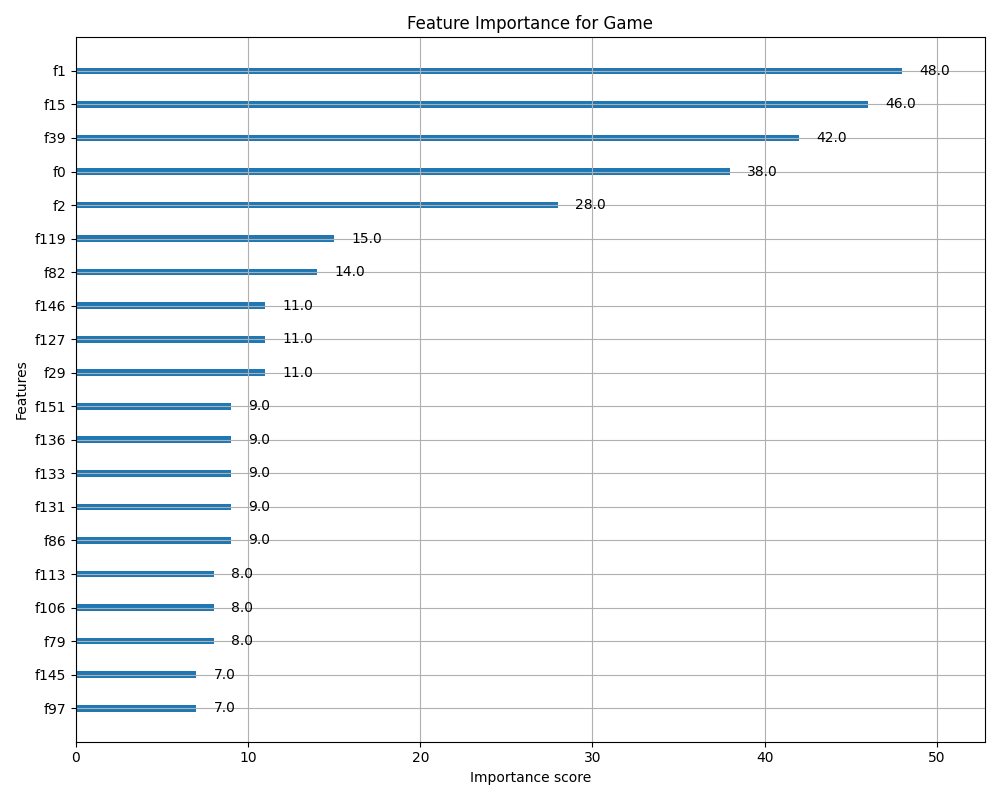 Feature Importance for Game
f1 48.0
f15 46.0
f39 42.0
f0 38.0
f2 28.0
f119 15.0
f82 14.0
f146 11.0
f127 11.0
f29 11.0
f151 9.0
f136 9.0
f133 9.0
f131 9.0
f86 9.0
f113 8.0
f106 8.0
f79 8.0
f145 7.0
f97 7.0
Features
0 10 20 30 40 50
Importance score